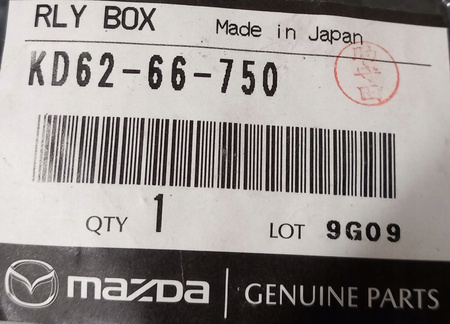 RLY BOX Made in Japan
KD62-66-750
QTY 1 LOT 9G09
mazDa GENUINE PARTS